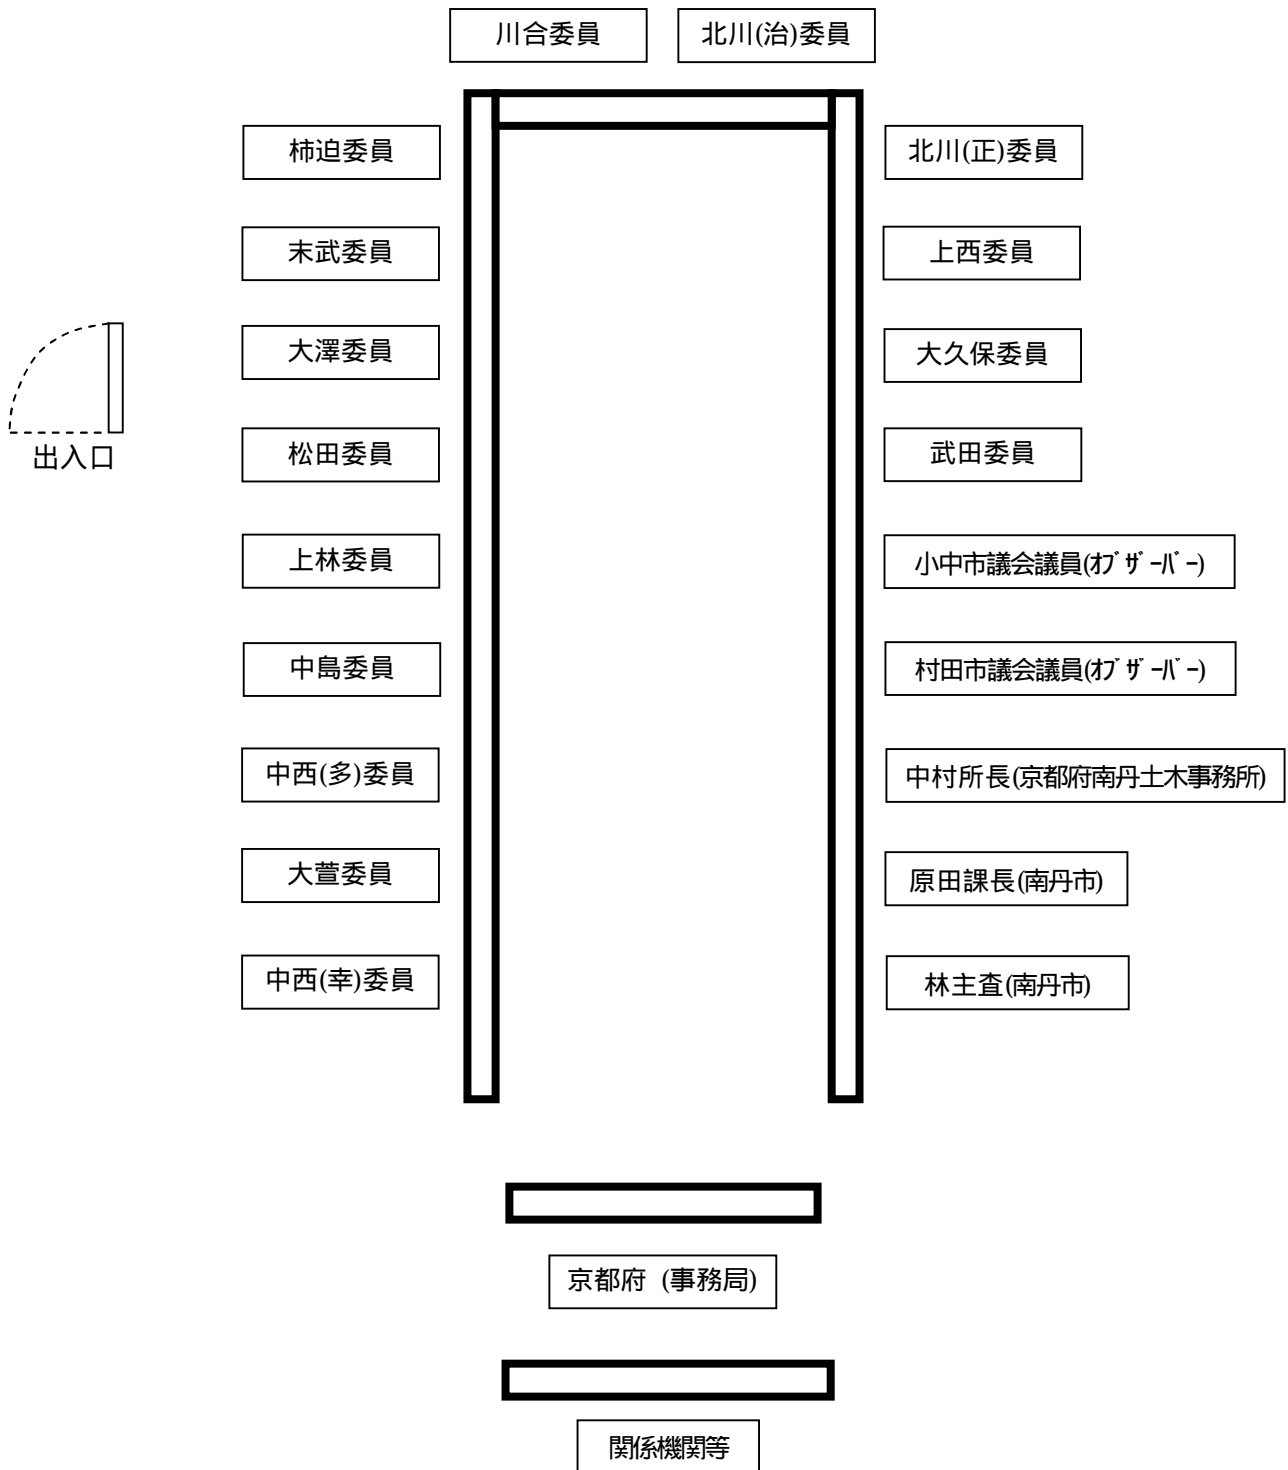 川合委員
北川(治)委員
柿迫委員
北川(正)委員
末武委員
上西委員
大澤委員
大久保委員
出入口
松田委員
武田委員
上林委員
小中市議会議員(ｵﾌﾞｻﾞｰﾊﾞｰ)
中島委員
村田市議会議員(ｵﾌﾞｻﾞｰﾊﾞｰ)
中西(多)委員
中村所長(京都府南丹土木事務所)
大萱委員
原田課長(南丹市)
中西(幸)委員
林主査(南丹市)
京都府 (事務局)
関係機関等